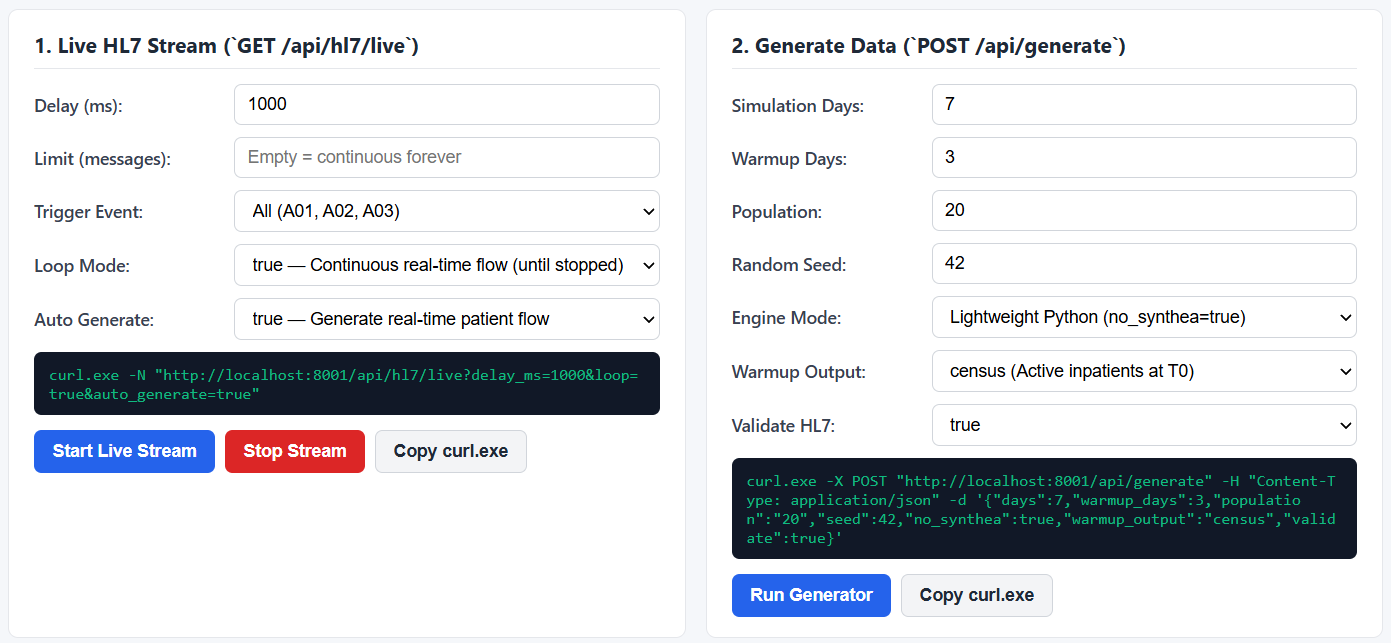 1. Live HL7 Stream (`GET /api/hl7/live`)
Delay (ms):
1000
Limit (messages):
Empty = continuous forever
Trigger Event:
All (A01, A02, A03)
Loop Mode:
true — Continuous real-time flow (until stopped)
Auto Generate:
true — Generate real-time patient flow
curl.exe -N "http://localhost:8001/api/hl7/live?delay_ms=1000&loop=
true&auto_generate=true"
Start Live Stream
Stop Stream
Copy curl.exe
2. Generate Data (`POST /api/generate`)
Simulation Days:
7
Warmup Days:
3
Population:
20
Random Seed:
42
Engine Mode:
Lightweight Python (no_synthea=true)
Warmup Output:
census (Active inpatients at T0)
Validate HL7:
true
curl.exe -X POST "http://localhost:8001/api/generate" -H "Content-T
ype: application/json" -d '{"days":7,"warmup_days":3,"populatio
n":"20","seed":42,"no_synthea":true,"warmup_output":"census","valid
ate":true}'
Run Generator
Copy curl.exe